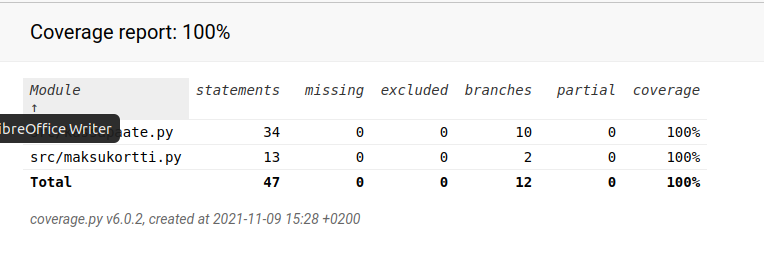 Coverage report: 100%
Module statements missing excluded branches partial coverage
↑
ibreOffice Writer
ate.py 34 0 0 10 0 100%
src/maksukortti.py 13 0 0 2 0 100%
Total 47 0 0 12 0 100%
coverage.py v6.0.2, created at 2021-11-09 15:28 +0200